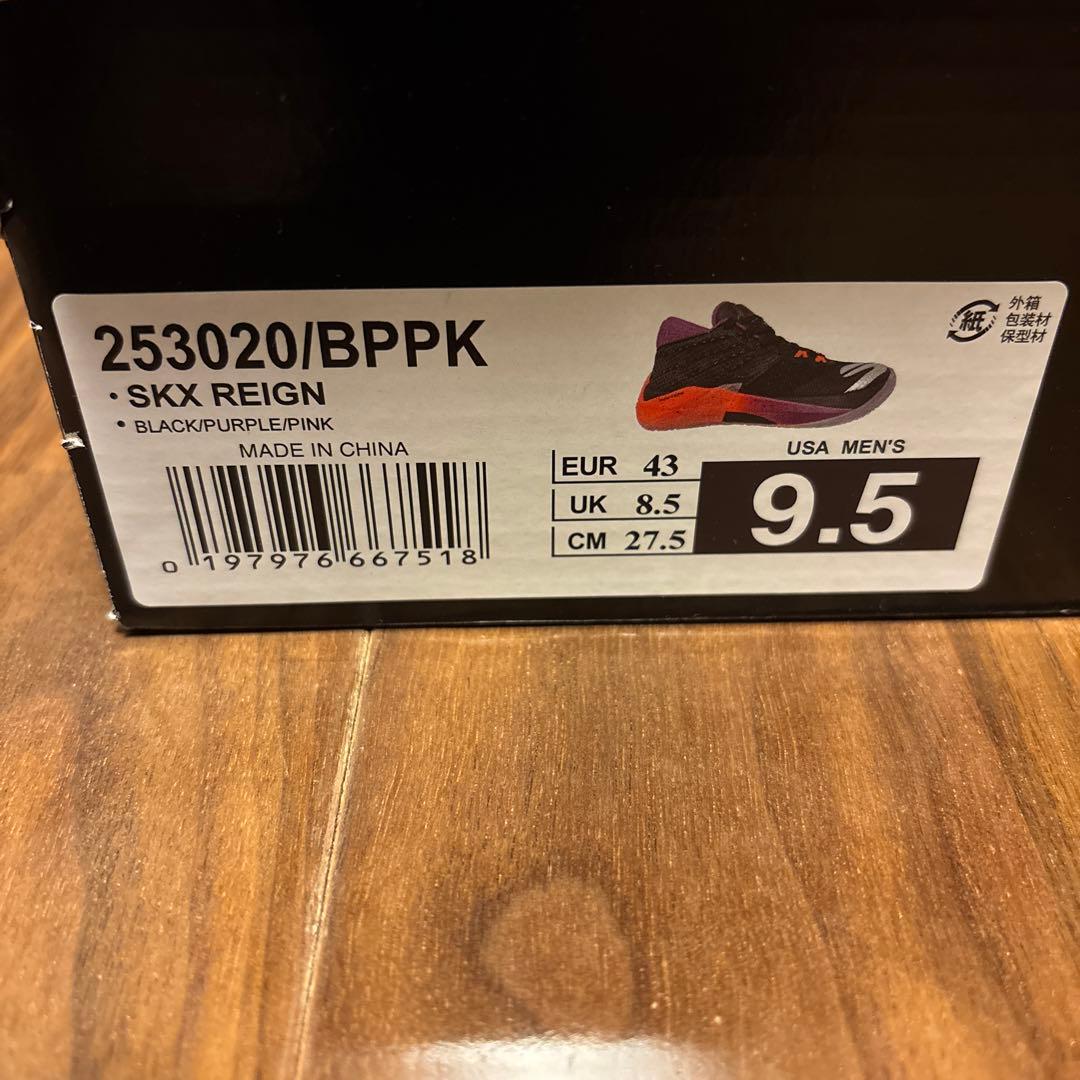 253020/BPPK
· SKX REIGN
• BLACK/PURPLE/PINK
MADE IN CHINA
0 197976 667518
EUR 43
UK 8.5
CM 27.5
USA MEN'S
9.5
紙
外箱
包装材
保型材